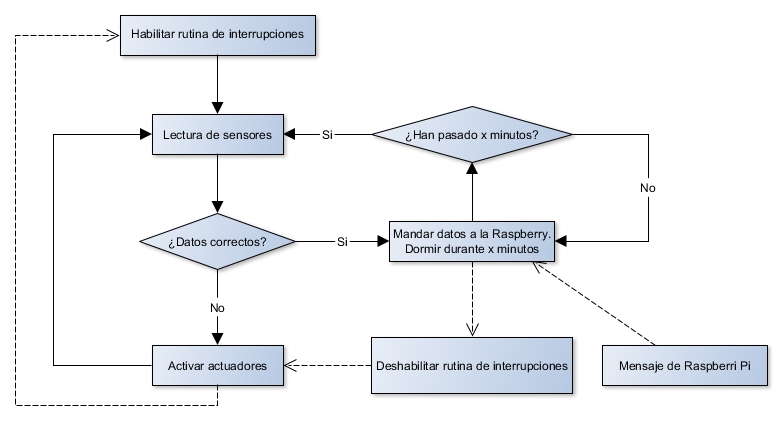 Habilitar rutina de interrupciones
Lectura de sensores
Si
¿Han pasado x minutos?
No
¿Datos correctos?
Si
Mandar datos a la Raspberry.
Dormir durante x minutos
No
Activar actuadores
Deshabilitar rutina de interrupciones
Mensaje de Raspberri Pi